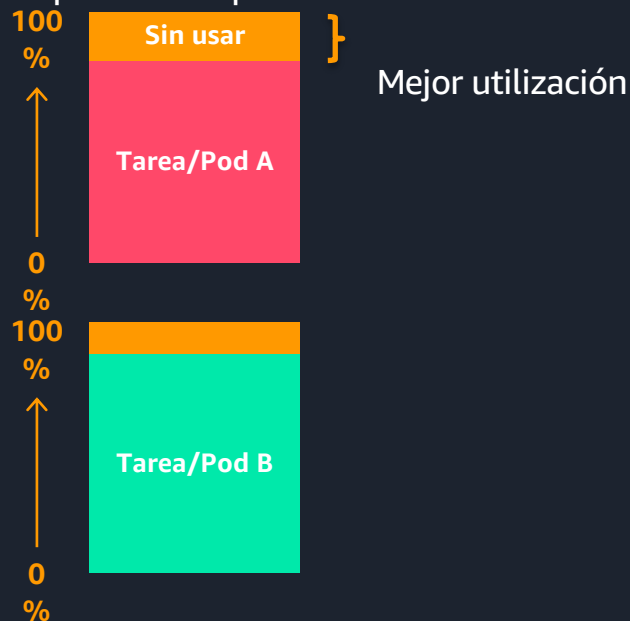 100
%
Sin usar
Mejor utilización
Tarea/Pod A
0
%
100
%
Tarea/Pod B
0
%